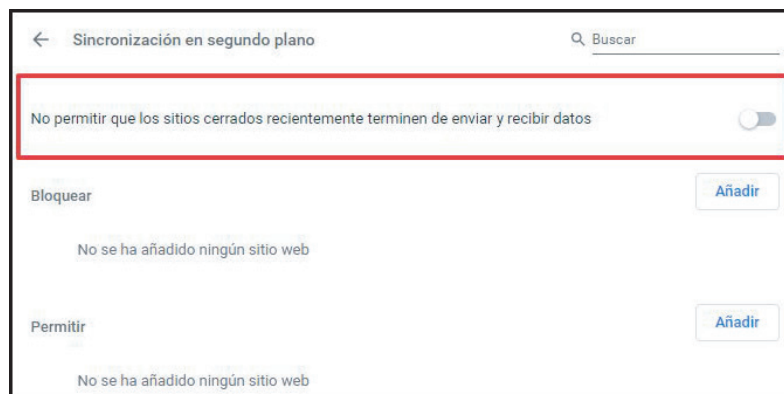 Sincronización en segundo plano
Buscar
No permitir que los sitios cerrados recientemente terminen de enviar y recibir datos
Bloquear
Añadir
No se ha añadido ningún sitio web
Permitir
Añadir
No se ha añadido ningún sitio web